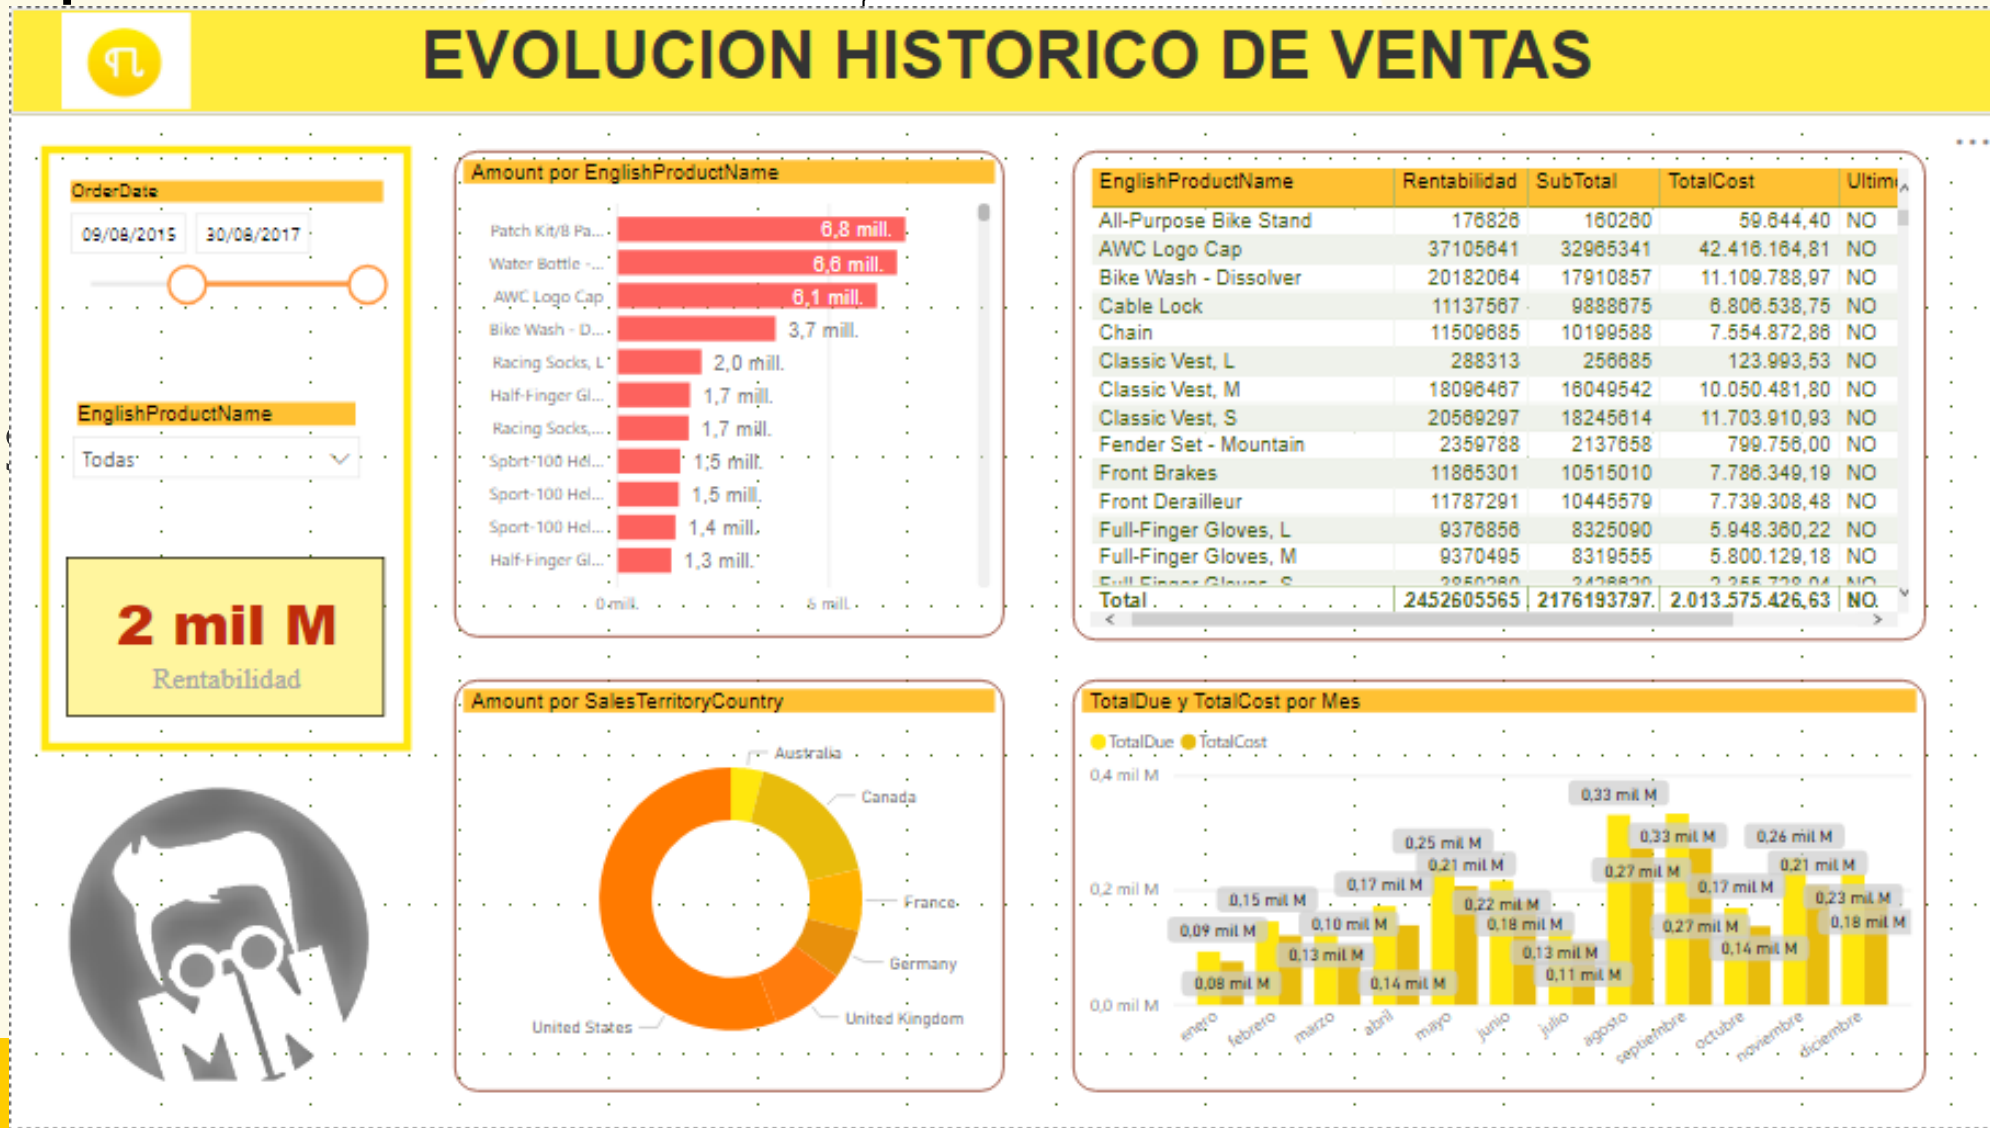 EVOLUCION HISTORICO DE VENTAS
OrderDate
09/08/2015 30/08/2017
EnglishProductName
Todas
2 mil M
Rentabilidad
Amount por EnglishProductName
Patch Kit/8 Pa... 6,8 mill.
Water Bottle -... 6,6 mill.
AWC Logo Cap 6,1 mill.
Bike Wash - D... 3,7 mill.
Racing Socks, L 2,0 mill.
Half-Finger Gl... 1,7 mill.
Racing Socks,... 1,7 mill.
Sport-100 Hel... 1,5 mill.
Sport-100 Hel... 1,5 mill.
Sport-100 Hel... 1,4 mill.
Half-Finger Gl... 1,3 mill.
0 mill. 5 mill.
EnglishProductName Rentabilidad SubTotal TotalCost Ultim
All-Purpose Bike Stand 176826 160260 59.644,40 NO
AWC Logo Cap 37105641 32965341 42.416.164,81 NO
Bike Wash - Dissolver 20182064 17910857 11.109.788,97 NO
Cable Lock 11137567 9888675 6.806.538,75 NO
Chain 11509685 10199588 7.554.872,86 NO
Classic Vest, L 288313 256685 123.993,53 NO
Classic Vest, M 18096467 16049542 10.050.481,80 NO
Classic Vest, S 20569297 18245614 11.703.910,93 NO
Fender Set - Mountain 2359788 2137658 799.756,00 NO
Front Brakes 11865301 10515010 7.786.349,19 NO
Front Derailleur 11787291 10445579 7.739.308,48 NO
Full-Finger Gloves, L 9376856 8325090 5.948.360,22 NO
Full-Finger Gloves, M 9370495 8319555 5.800.129,18 NO
Full-Finger Gloves, S NO
Total 2452605565 2176193797. 2.013.575.426,63 NO
Amount por SalesTerritoryCountry
Australia
Canada
France
Germany
United Kingdom
United States
TotalDue y TotalCost por Mes
TotalDue TotalCost
0,4 mil M
0,33 mil M
0,33 mil M 0,26 mil M
0,25 mil M
0,21 mil M 0,21 mil M
0,27 mil M
0,2 mil M 0,17 mil M 0,17 mil M
0,15 mil M 0,22 mil M 0,23 mil M
0,09 mil M 0,10 mil M 0,18 mil M 0,27 mil M 0,18 mil M
0,13 mil M 0,13 mil M 0,14 mil M
0,08 mil M 0,14 mil M 0,11 mil M
0,0 mil M
enero febrero marzo abril mayo junio julio agosto septiembre octubre noviembre diciembre